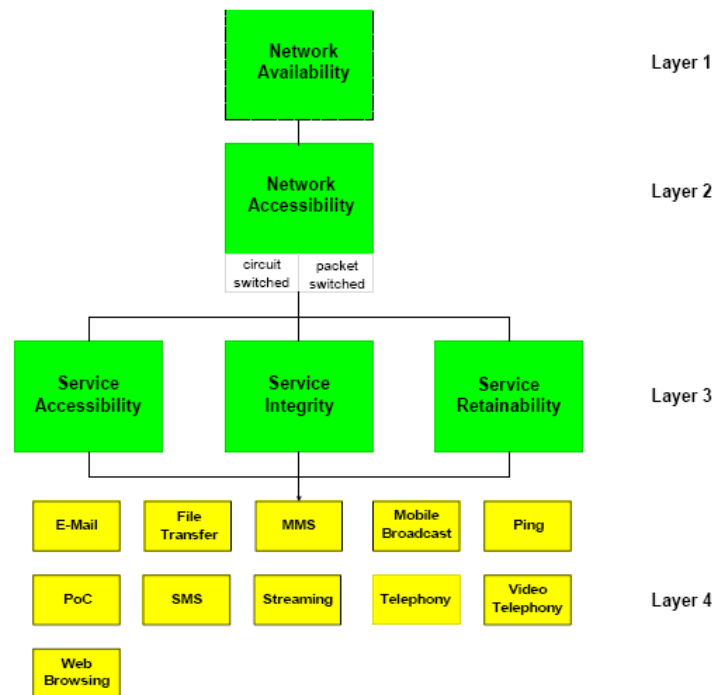 Network
Availability
Layer 1
Network
Accessibility
Layer 2
circuit
switched
packet
switched
Service
Accessibility
Service
Integrity
Service
Retainability
Layer 3
E-Mail
File
Transfer
MMS
Mobile
Broadcast
Ping
PoC
SMS
Streaming
Telephony
Video
Telephony
Layer 4
Web
Browsing